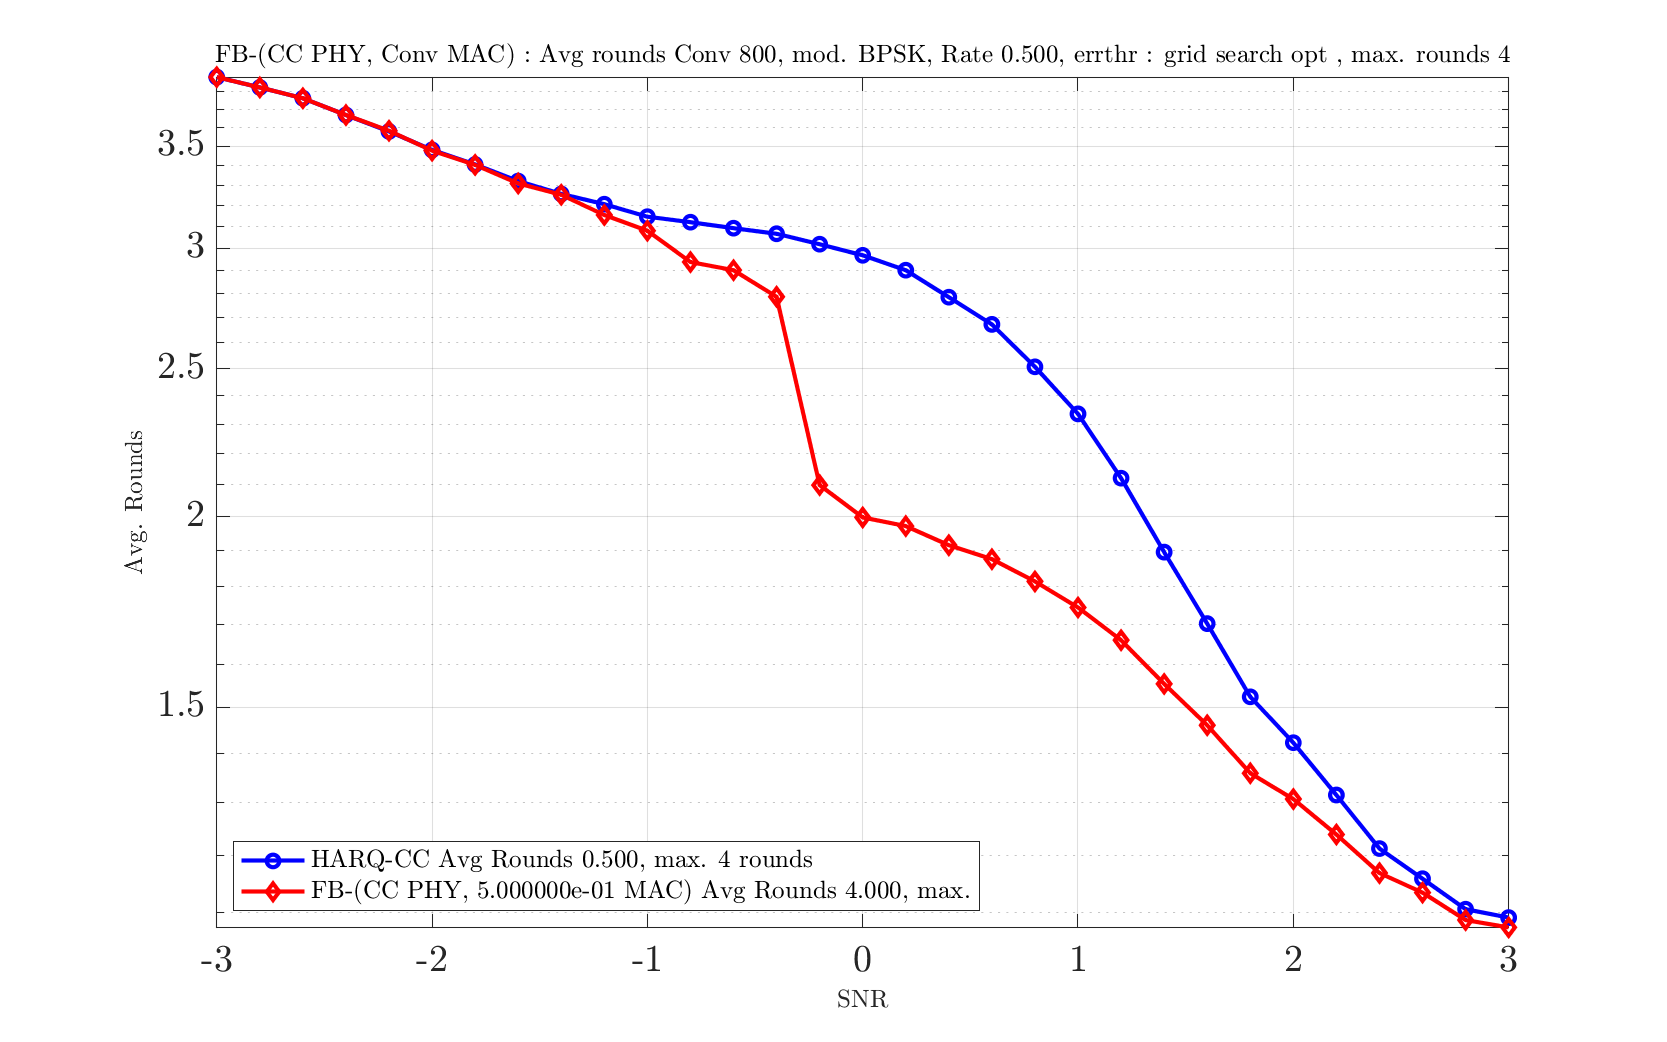 FB-(CC PHY, Conv MAC) : Avg rounds Conv 800, mod. BPSK, Rate 0.500, errthr : grid search opt , max. rounds 4
3.5
3
2.5
2
1.5
Avg. Rounds
HARQ-CC Avg Rounds 0.500, max. 4 rounds
FB-(CC PHY, 5.000000e-01 MAC) Avg Rounds 4.000, max.
-3 -2 -1 0 1 2 3
SNR